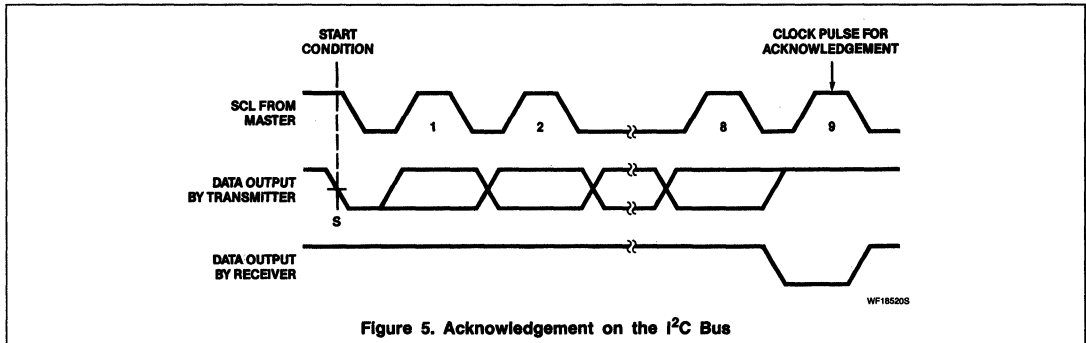 START
CONDITION
CLOCK PULSE FOR
ACKNOWLEDGEMENT
SCL FROM
MASTER
1
2
8
9
DATA OUTPUT
BY TRANSMITTER
S
DATA OUTPUT
BY RECEIVER
WF18520S
Figure 5. Acknowledgement on the I²C Bus